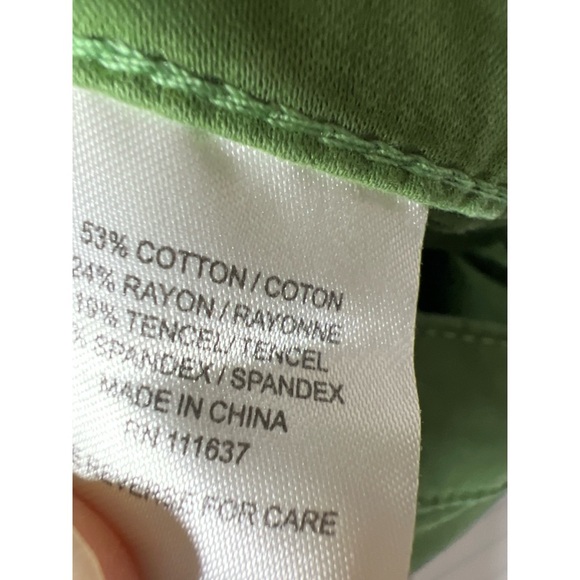 53% COTTON / COTON
24% RAYON / RAYONNE
19% TENCEL / TENCEL
% SPANDEX / SPANDEX
MADE IN CHINA
RN 111637
REVERSE FOR CARE